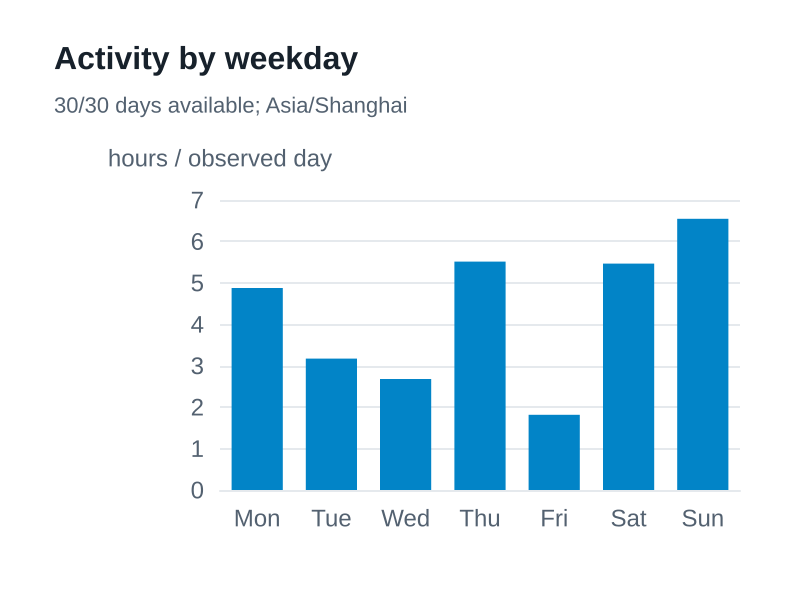 Activity by weekday
30/30 days available; Asia/Shanghai
hours / observed day
7
6
5
4
3
2
1
0
Mon Tue Wed Thu Fri Sat Sun